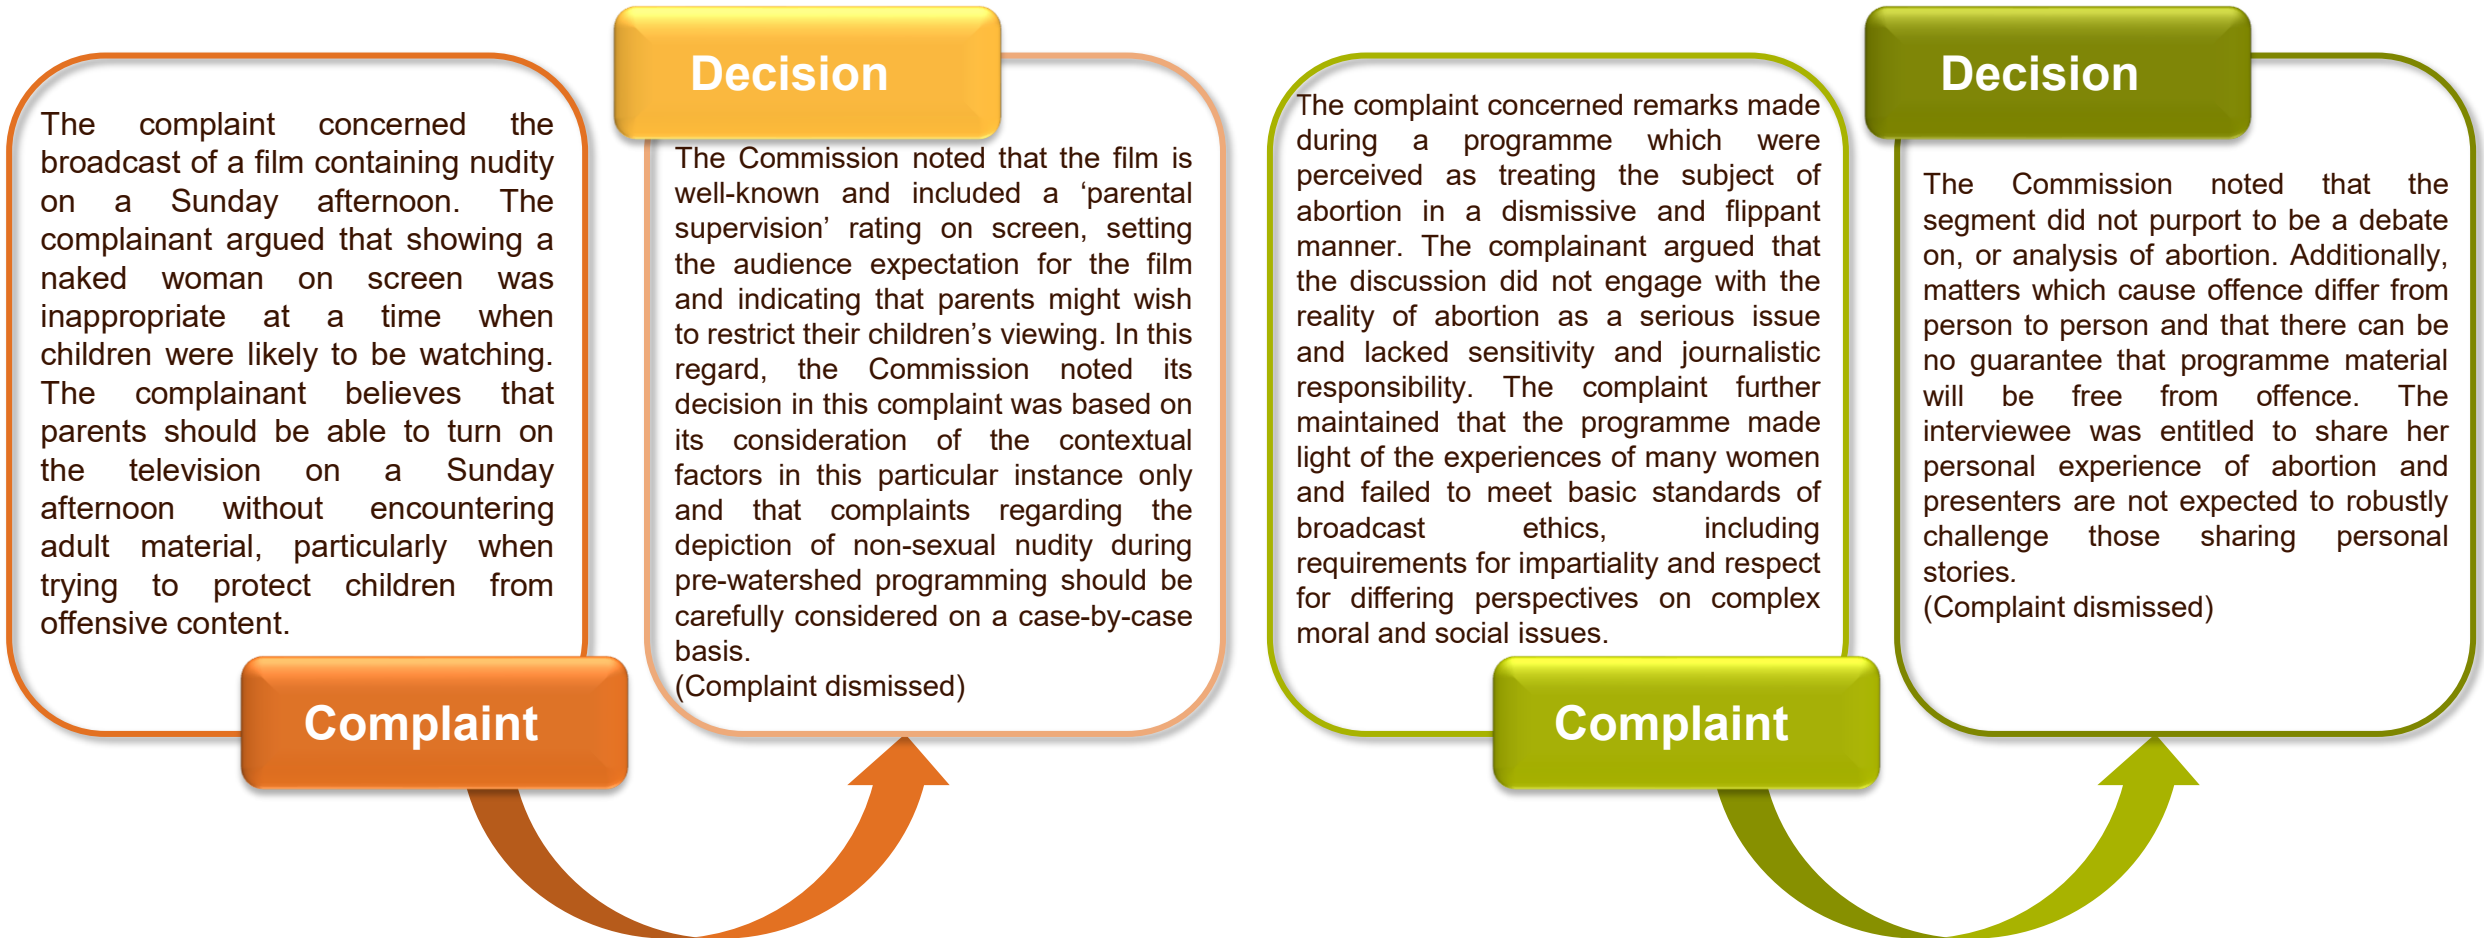 The complaint concerned the
broadcast of a film containing nudity
on a Sunday afternoon. The
complainant argued that showing a
naked woman on screen was
inappropriate at a time when
children were likely to be watching.
The complainant believes that
parents should be able to turn on
the television on a Sunday
afternoon without encountering
adult material, particularly when
trying to protect children from
offensive content.
Complaint
Decision
The Commission noted that the film is
well-known and included a ‘parental
supervision’ rating on screen, setting
the audience expectation for the film
and indicating that parents might wish
to restrict their children’s viewing. In this
regard, the Commission noted its
decision in this complaint was based on
its consideration of the contextual
factors in this particular instance only
and that complaints regarding the
depiction of non-sexual nudity during
pre-watershed programming should be
carefully considered on a case-by-case
basis.
(Complaint dismissed)
The complaint concerned remarks made
during a programme which were
perceived as treating the subject of
abortion in a dismissive and flippant
manner. The complainant argued that
the discussion did not engage with the
reality of abortion as a serious issue
and lacked sensitivity and journalistic
responsibility. The complaint further
maintained that the programme made
light of the experiences of many women
and failed to meet basic standards of
broadcast ethics, including
requirements for impartiality and respect
for differing perspectives on complex
moral and social issues.
Complaint
Decision
The Commission noted that the
segment did not purport to be a debate
on, or analysis of abortion. Additionally,
matters which cause offence differ from
person to person and that there can be
no guarantee that programme material
will be free from offence. The
interviewee was entitled to share her
personal experience of abortion and
presenters are not expected to robustly
challenge those sharing personal
stories.
(Complaint dismissed)